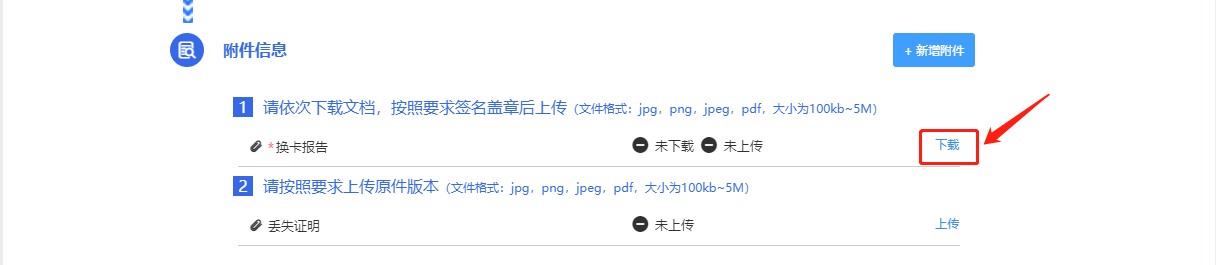 附件信息
+ 新增附件
1 请依次下载文档，按照要求签名盖章后上传（文件格式：jpg，png，jpeg，pdf，大小为100kb~5M）
*换卡报告 未下载 未上传 下载
2 请按照要求上传原件版本（文件格式：jpg，png，jpeg，pdf，大小为100kb~5M）
丢失证明 未上传 上传